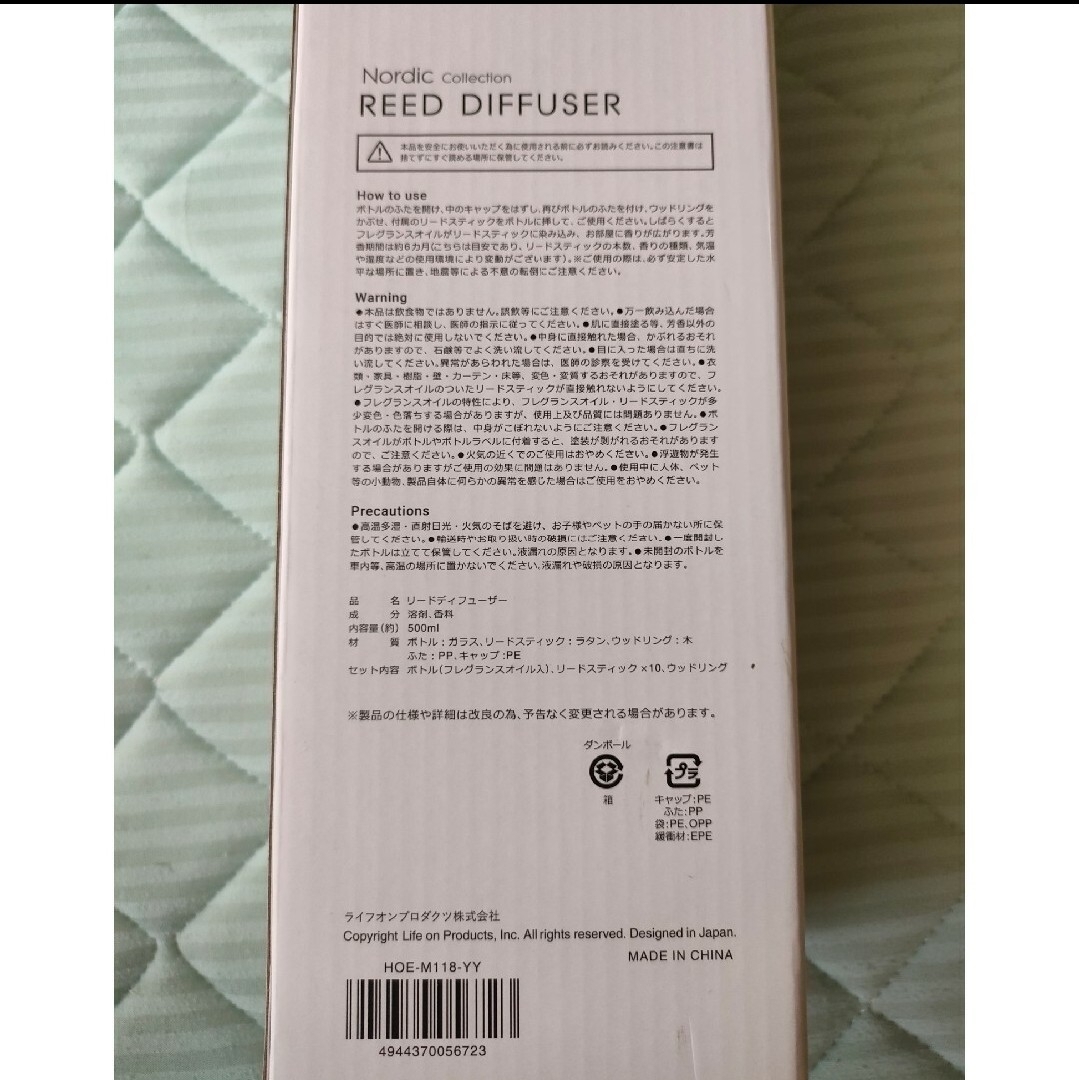 Nordic Collection
REED DIFFUSER
本品を安全にお使いいただく為に使用される前に必ずお読みください。この注意書は
捨てずにすぐ読める場所に保管してください。
How to use
ボトルのふたを開け、中のキャップをはずし、再びボトルのふたを付け、ウッドリングを
かぶせ、付属のリードスティックをボトルに挿して、ご使用ください。しばらくすると
フレグランスオイルがリードスティックに染み込み、お部屋に香りが広がります。芳
香期間は約6カ月(こちらは目安であり、リードスティックの本数、香りの種類、気温
や湿度などの使用環境により変動がございます)。※ご使用の際は、必ず安定した水
平な場所に置き、地震等による不意の転倒にご注意ください。
Warning
●本品は飲食物ではありません。誤飲等にご注意ください。●万一飲み込んだ場合
はすぐ医師に相談し、医師の指示に従ってください。●肌に直接塗る等、芳香以外の
目的では絶対に使用しないでください。●中身に直接触れた場合、かぶれるおそれ
がありますので、石鹸等でよく洗い流してください。●目に入った場合は直ちに洗
い流してください。異常があらわれた場合は、医師の診察を受けてください。●衣
類・家具・樹脂・壁・カーテン・床等、変色・変質するおそれがありますので、フ
レグランスオイルのついたリードスティックが直接触れないようにしてください。
●フレグランスオイルの特性により、フレグランスオイル・リードスティックが多
少変色・色落ちする場合がありますが、使用上及び品質には問題ありません。●ボ
トルのふたを開ける際は、中身がこぼれないようにご注意ください。●フレグラン
スオイルがボトルやボトルラベルに付着すると、塗装が剝がれるおそれがあります
ので、ご注意ください。●火気の近くでのご使用はおやめください。●浮遊物が発生
する場合がありますがご使用の効果に問題はありません。●使用中に人体、ペット
等の小動物、製品自体に何らかの異常を感じた場合はご使用をおやめください。
Precautions
●高温多湿・直射日光・火気のそばを避け、お子様やペットの手の届かない所に保
管してください。●輸送時やお取り扱い時の破損にはご注意ください。●一度開封し
たボトルは立てて保管してください。液漏れの原因となります。●未開封のボトルを
車内等、高温の場所に置かないでください。液漏れや破損の原因となります。
品 名 リードディフューザー
成 分 溶剤、香料
内容量(約) 500ml
材 質 ボトル:ガラス、リードスティック:ラタン、ウッドリング:木
ふた:PP、キャップ:PE
セット内容 ボトル(フレグランスオイル入)、リードスティック×10、ウッドリング
※製品の仕様や詳細は改良の為、予告なく変更される場合があります。
ダンボール
箱
プラ
キャップ:PE
ふた:PP
袋:PE、OPP
緩衝材:EPE
ライフオンプロダクツ株式会社
Copyright Life on Products, Inc. All rights reserved. Designed in Japan.
MADE IN CHINA
HOE-M118-YY
4944370056723